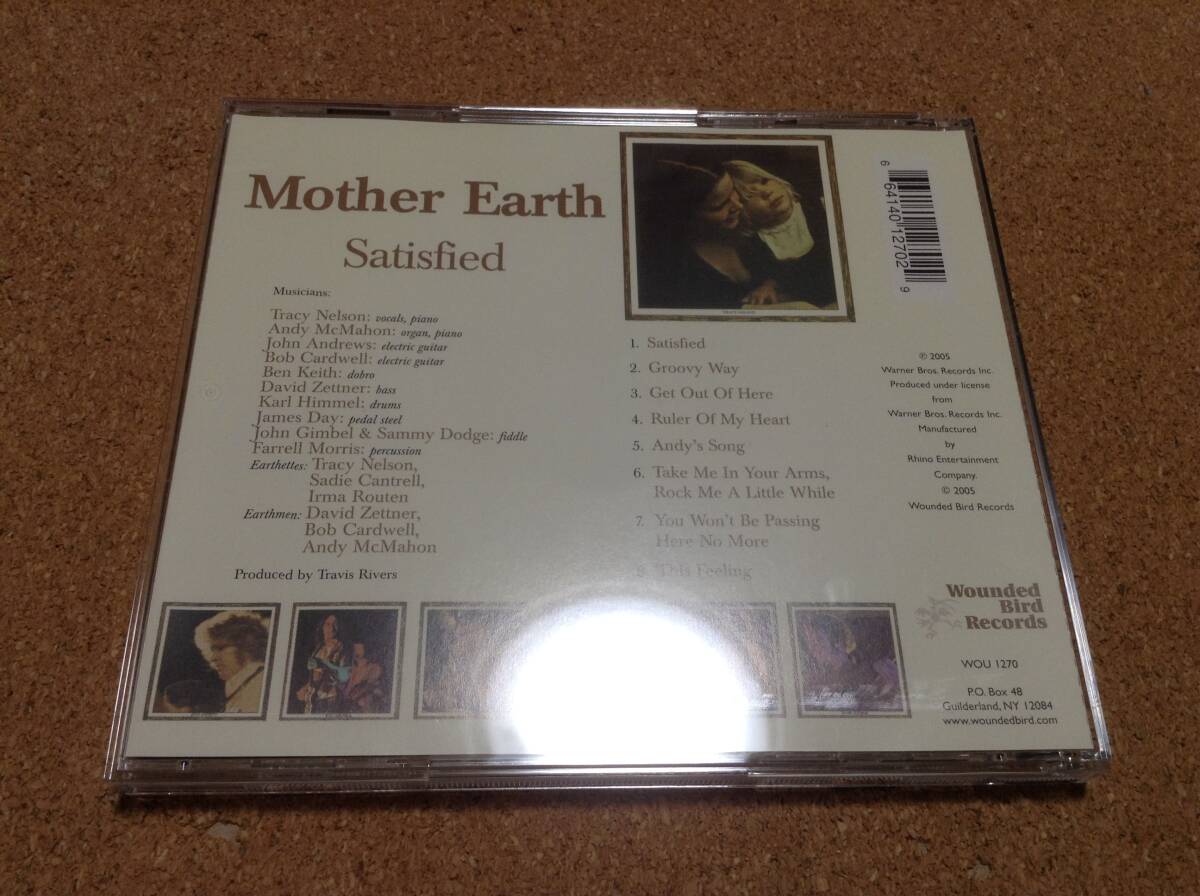 Mother Earth
Satisfied
Musicians:
Tracy Nelson: vocals, piano
Andy McMahon: organ, piano
John Andrews: electric guitar
Bob Cardwell: electric guitar
Ben Keith: dobro
David Zettner: bass
Karl Himmel: drums
James Day: pedal steel
John Gimbel & Sammy Dodge: fiddle
Farrell Morris: percussion
Earthettes: Tracy Nelson,
Sadie Cantrell,
Irma Routen
Earthmen: David Zettner,
Bob Cardwell,
Andy McMahon
Produced by Travis Rivers
1. Satisfied
2. Groovy Way
3. Get Out Of Here
4. Ruler Of My Heart
5. Andy's Song
6. Take Me In Your Arms,
Rock Me A Little While
7. You Won't Be Passing
Here No More
8. This Feeling
6 64140 12702 9
℗ 2005
Warner Bros. Records Inc.
Produced under license
from
Warner Bros. Records Inc.
Manufactured
by
Rhino Entertainment
Company.
© 2005
Wounded Bird Records
Wounded
Bird
Records
WOU 1270
P.O. Box 48
Guilderland, NY 12084
www.woundedbird.com